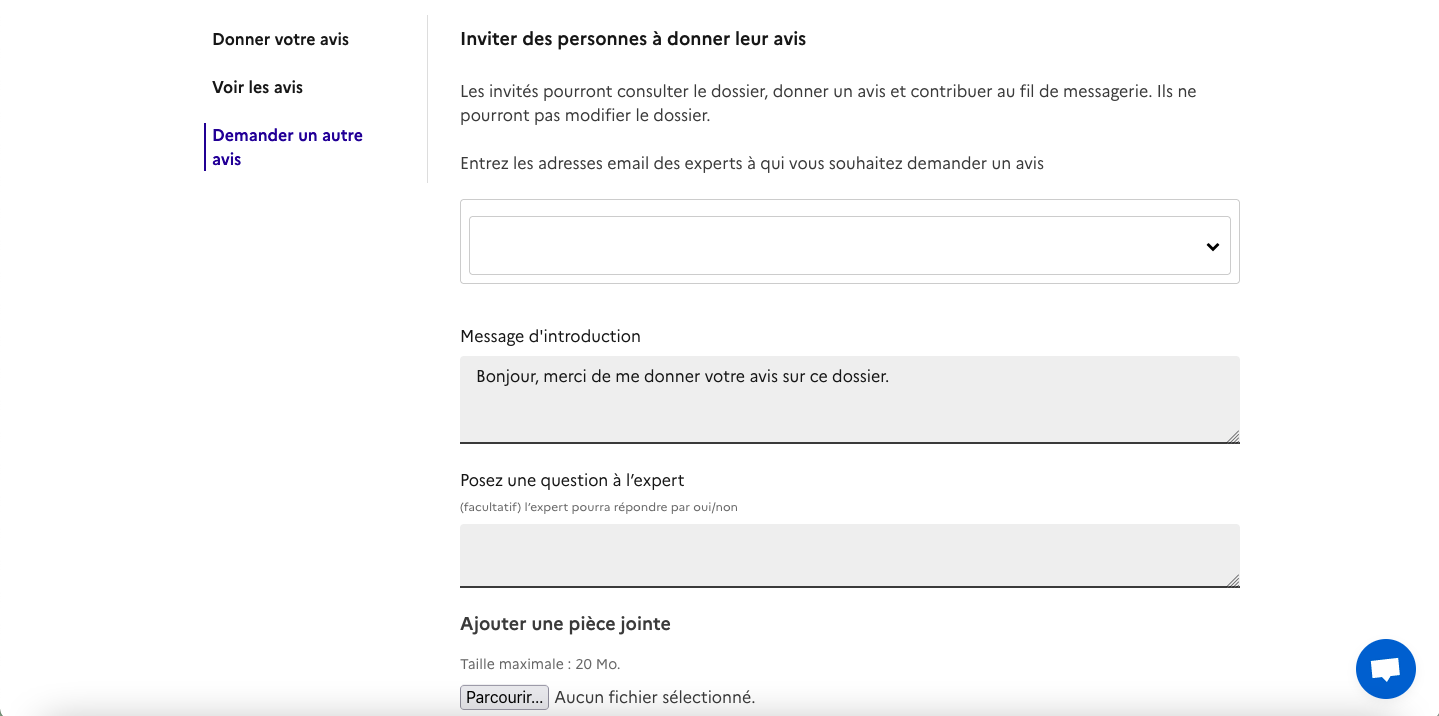 Donner votre avis
Voir les avis
Demander un autre
avis
Inviter des personnes à donner leur avis
Les invités pourront consulter le dossier, donner un avis et contribuer au fil de messagerie. Ils ne
pourront pas modifier le dossier.
Entrez les adresses email des experts à qui vous souhaitez demander un avis
Message d'introduction
Bonjour, merci de me donner votre avis sur ce dossier.
Posez une question à l’expert
(facultatif) l’expert pourra répondre par oui/non
Ajouter une pièce jointe
Taille maximale : 20 Mo.
Parcourir... Aucun fichier sélectionné.